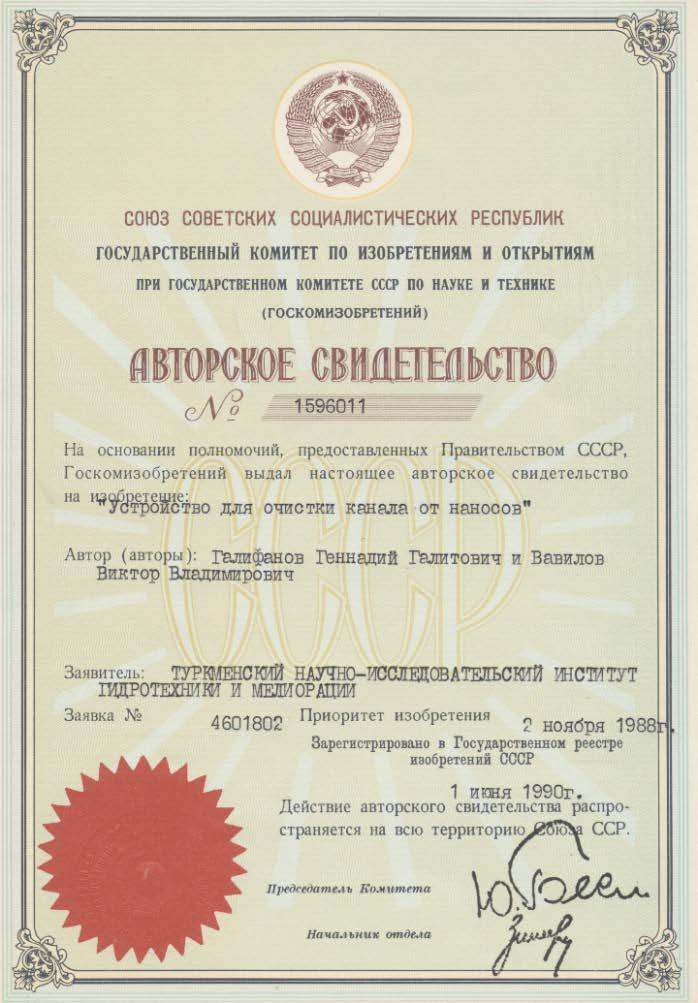 СОЮЗ СОВЕТСКИХ СОЦИАЛИСТИЧЕСКИХ РЕСПУБЛИК
ГОСУДАРСТВЕННЫЙ КОМИТЕТ ПО ИЗОБРЕТЕНИЯМ И ОТКРЫТИЯМ
ПРИ ГОСУДАРСТВЕННОМ КОМИТЕТЕ СССР ПО НАУКЕ И ТЕХНИКЕ
(ГОСКОМИЗОБРЕТЕНИЙ)
АВТОРСКОЕ СВИДЕТЕЛЬСТВО
№ 1596011
СССР
На основании полномочий, предоставленных Правительством СССР,
Госкомизобретений выдал настоящее авторское свидетельство
на изобретение:
"Устройство для очистки канала от наносов"
Автор (авторы): Галифанов Геннадий Галитович и Вавилов
Виктор Владимирович
Заявитель: ТУРКМЕНСКИЙ НАУЧНО-ИССЛЕДОВАТЕЛЬСКИЙ ИНСТИТУТ
ГИДРОТЕХНИКИ И МЕЛИОРАЦИИ
Заявка № 4601802 Приоритет изобретения 2 ноября 1988г.
Зарегистрировано в Государственном реестре
изобретений СССР
1 июня 1990г.
Действие авторского свидетельства распро-
страняется на всю территорию Союза ССР.
Председатель Комитета
Начальник отдела